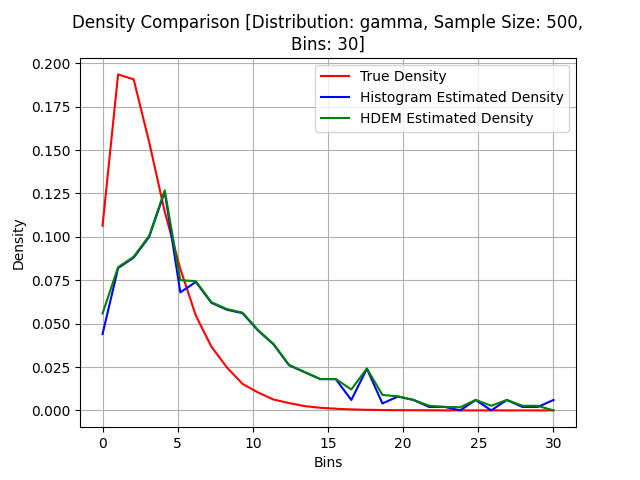 Density Comparison [Distribution: gamma, Sample Size: 500,
Bins: 30]
True Density
Histogram Estimated Density
HDEM Estimated Density
Density
0.200
0.175
0.150
0.125
0.100
0.075
0.050
0.025
0.000
0 5 10 15 20 25 30
Bins